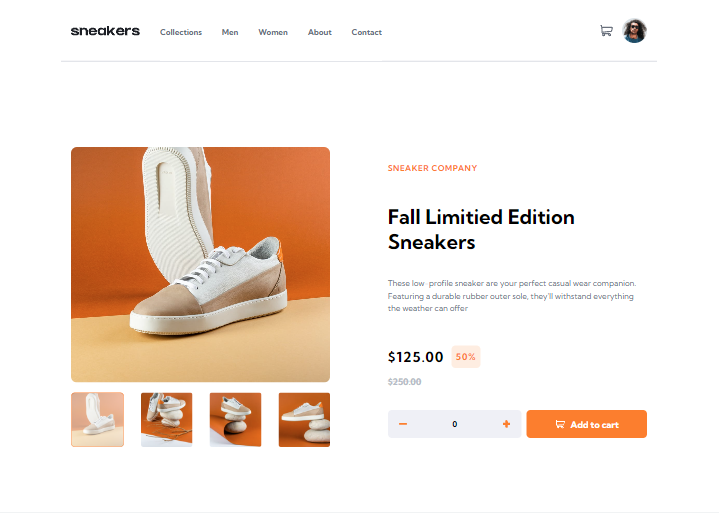 sneakers Collections Men Women About Contact
SNEAKER COMPANY
Fall Limitied Edition
Sneakers
These low-profile sneaker are your perfect casual wear companion.
Featuring a durable rubber outer sole, they'll withstand everything
the weather can offer
$125.00 50%
$250.00
0 Add to cart